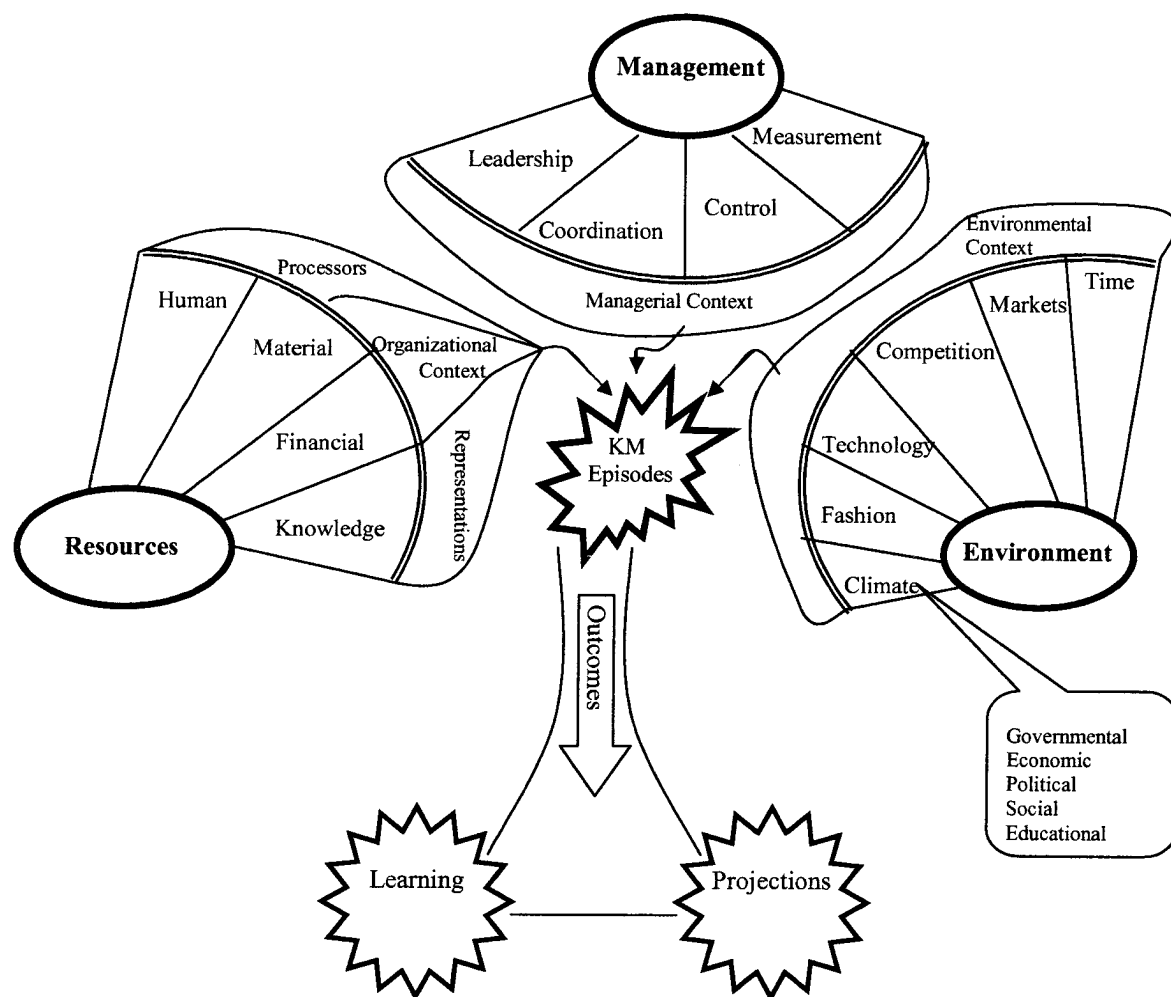 Management
Leadership
Coordination
Control
Measurement
Managerial Context
Processors
Human
Material
Financial
Knowledge
Organizational
Context
Representations
Resources
Environmental
Context
Time
Markets
Competition
Technology
Fashion
Climate
Environment
Governmental
Economic
Political
Social
Educational
KM
Episodes
Outcomes
Learning
Projections